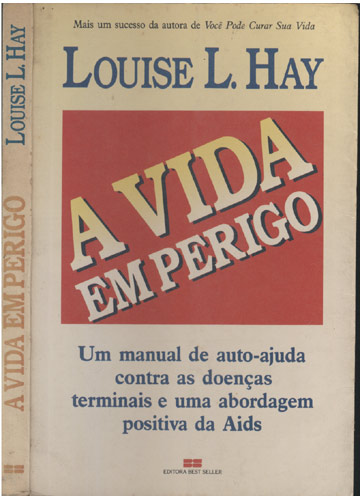 Mais um sucesso da autora de Você Pode Curar Sua Vida
LOUISE L. HAY
A VIDA
EM PERIGO
Um manual de auto-ajuda
contra as doenças
terminais e uma abordagem
positiva da Aids
EDITORA BEST SELLER
A VIDA EM PERIGO LOUISE L. HAY